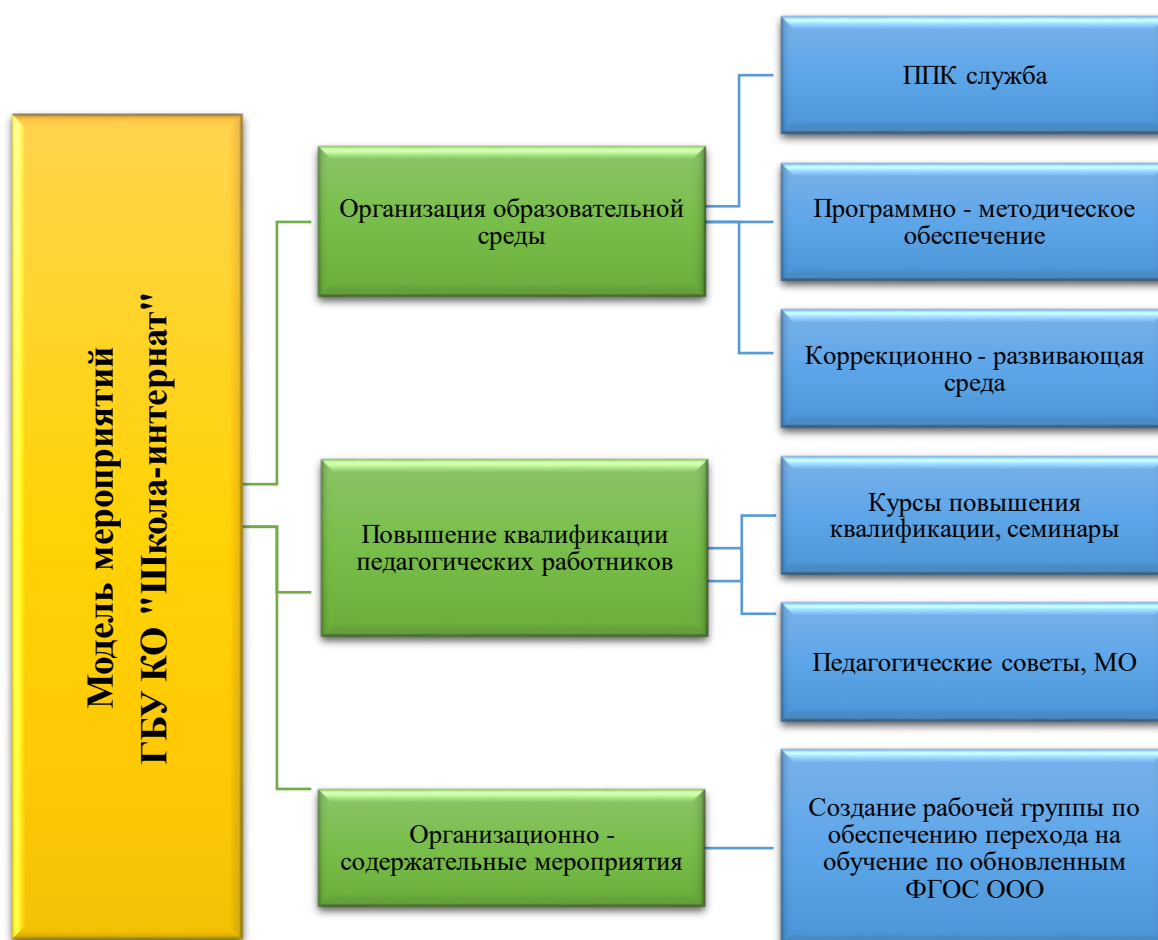 Модель мероприятий
ГБУ КО "Школа-интернат"
Организация образовательной
среды
ППК служба
Программно - методическое
обеспечение
Коррекционно - развивающая
среда
Повышение квалификации
педагогических работников
Курсы повышения
квалификации, семинары
Педагогические советы, МО
Организационно -
содержательные мероприятия
Создание рабочей группы по
обеспечению перехода на
обучение по обновленным
ФГОС ООО